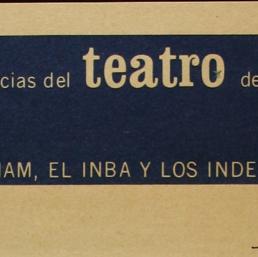 cias del teatro de
NAM, EL INBA Y LOS INDE